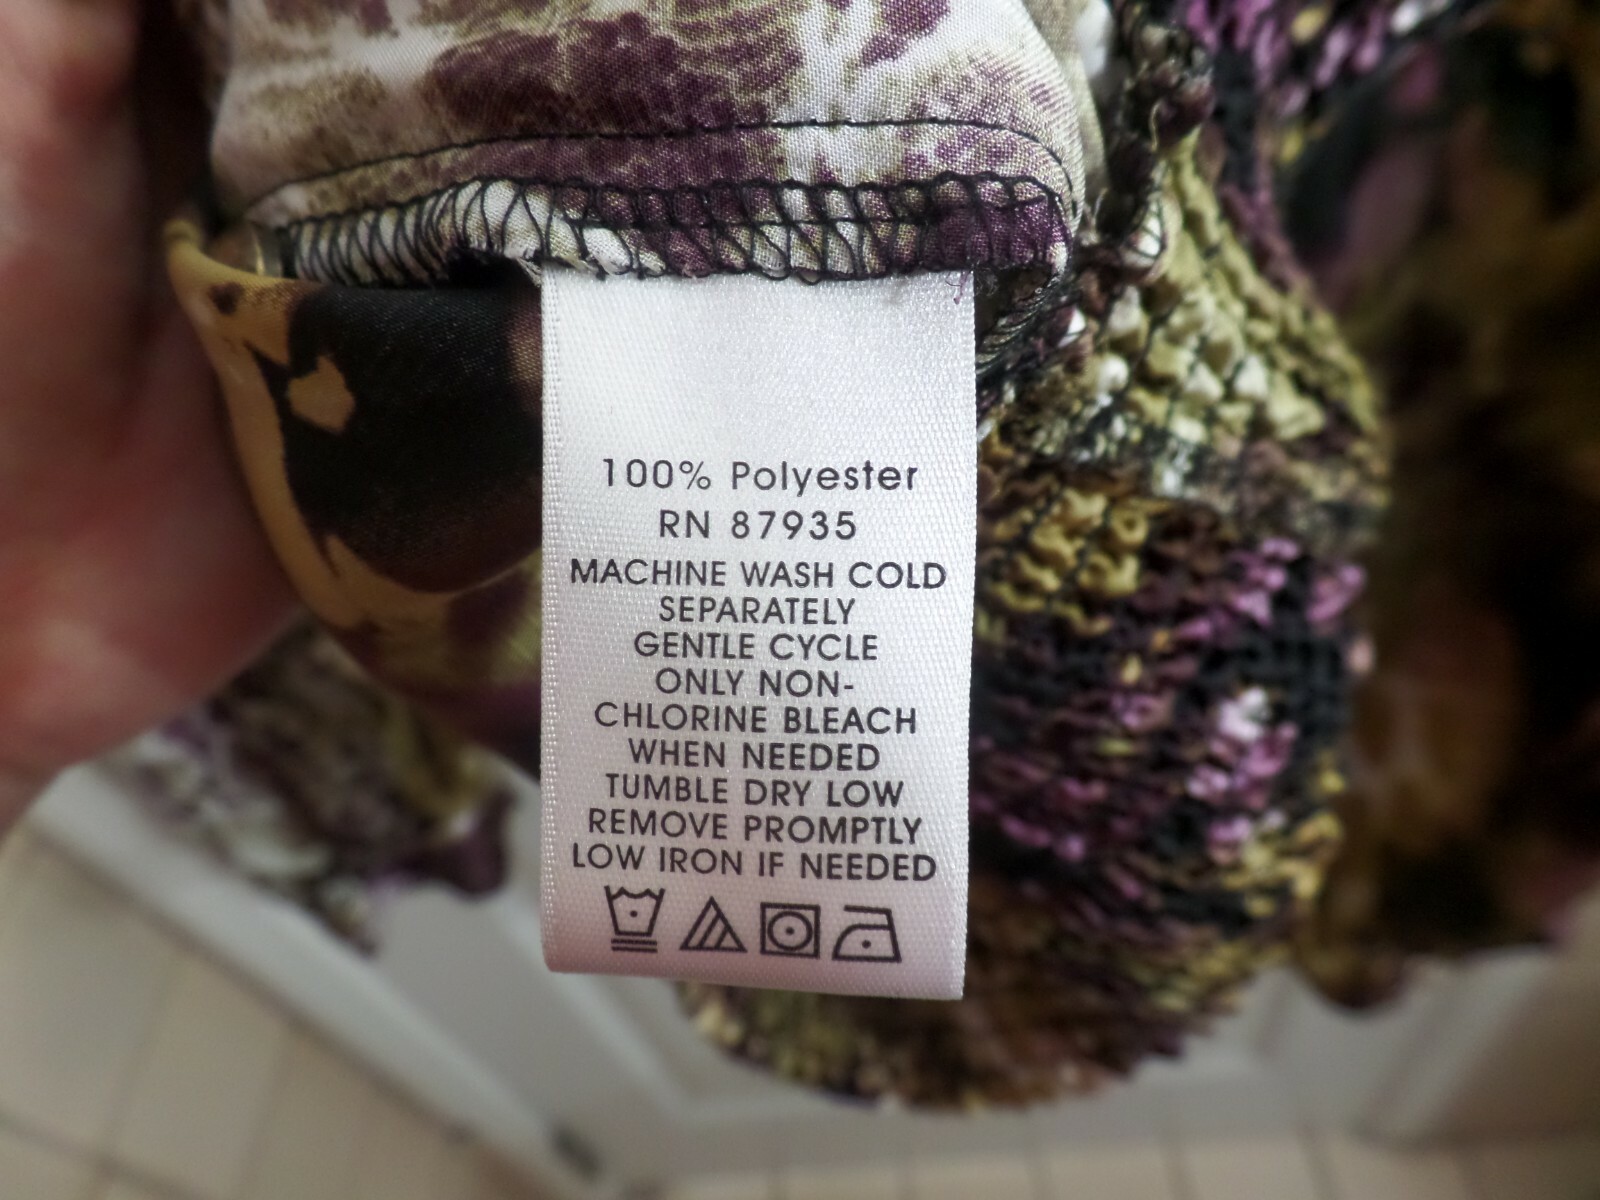 100% Polyester
RN 87935
MACHINE WASH COLD
SEPARATELY
GENTLE CYCLE
ONLY NON-
CHLORINE BLEACH
WHEN NEEDED
TUMBLE DRY LOW
REMOVE PROMPTLY
LOW IRON IF NEEDED